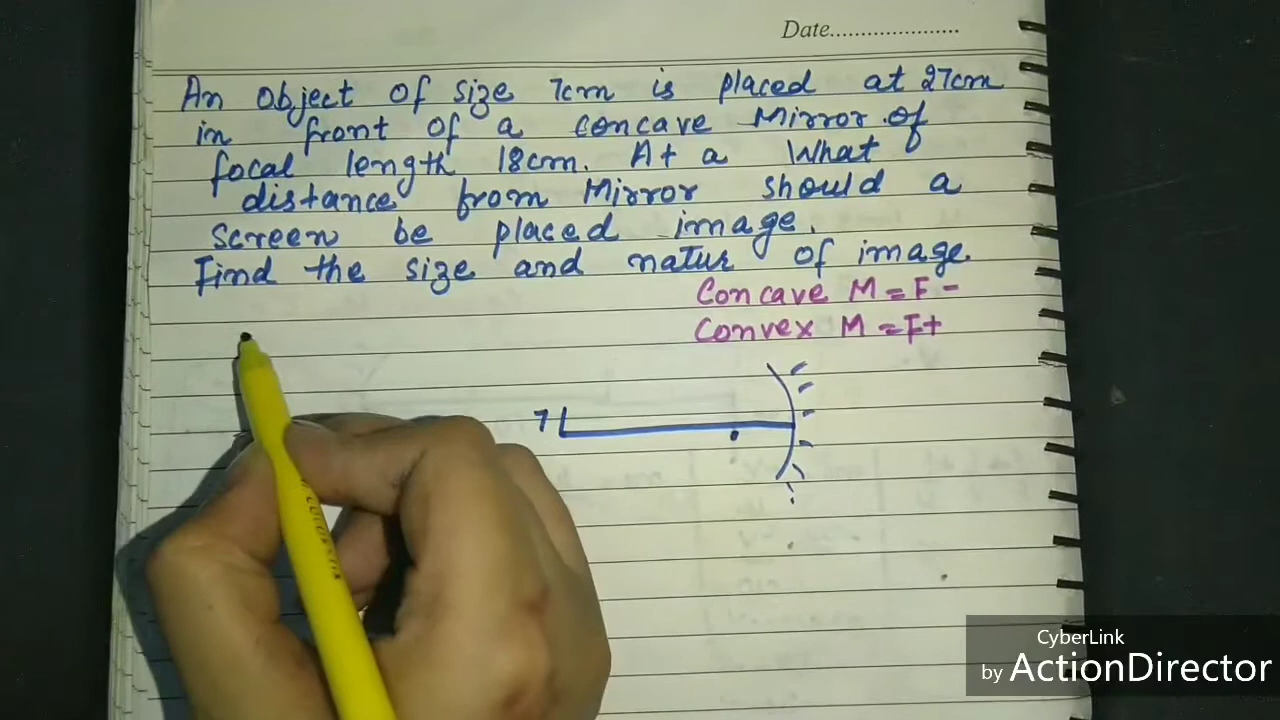 Date....................
An object of size 7cm is placed at 27cm
in front of a concave Mirror of
focal length 18cm. At a What
distance from Mirror should a
screen be placed image.
Find the size and natur of image
Concave M = F -
Convex M = F+
7
CyberLink
by ActionDirector